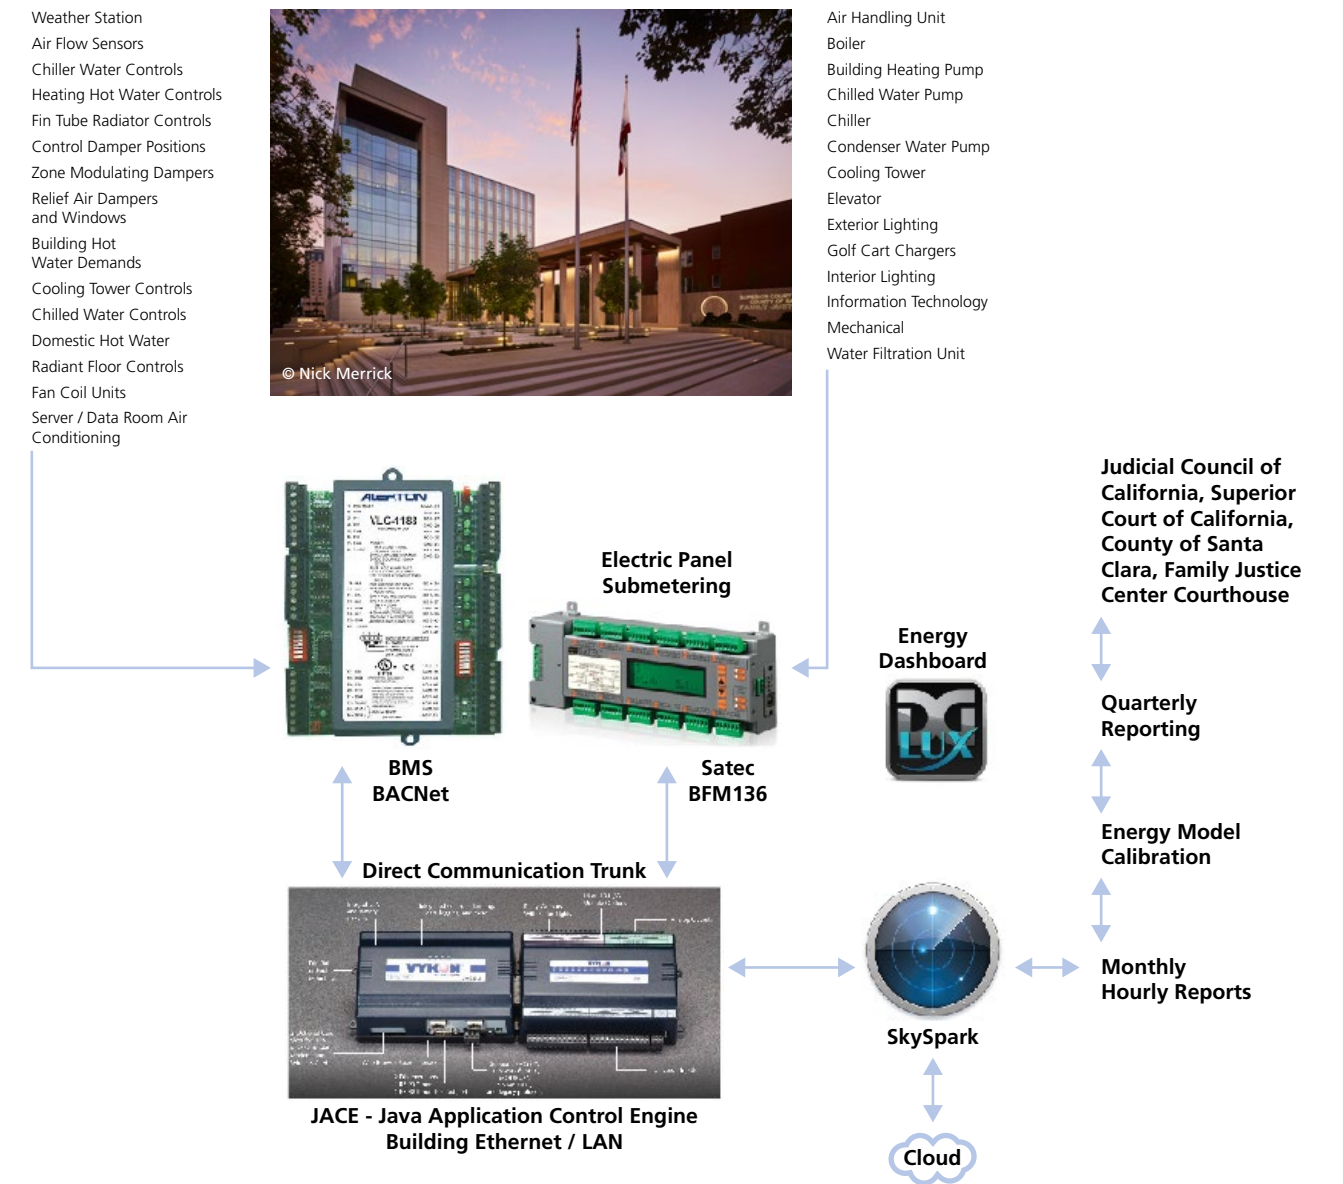 Weather Station
Air Flow Sensors
Chiller Water Controls
Heating Hot Water Controls
Fin Tube Radiator Controls
Control Damper Positions
Zone Modulating Dampers
Relief Air Dampers
and Windows
Building Hot
Water Demands
Cooling Tower Controls
Chilled Water Controls
Domestic Hot Water
Radiant Floor Controls
Fan Coil Units
Server / Data Room Air
Conditioning
© Nick Merrick
Air Handling Unit
Boiler
Building Heating Pump
Chilled Water Pump
Chiller
Condenser Water Pump
Cooling Tower
Elevator
Exterior Lighting
Golf Cart Chargers
Interior Lighting
Information Technology
Mechanical
Water Filtration Unit
ALERTON
VLC-1188
BMS
BACNet
Electric Panel
Submetering
Satec
BFM136
Energy
Dashboard
LUX
Judicial Council of
California, Superior
Court of California,
County of Santa
Clara, Family Justice
Center Courthouse
Quarterly
Reporting
Energy Model
Calibration
Monthly
Hourly Reports
Direct Communication Trunk
VYKON
JACE - Java Application Control Engine
Building Ethernet / LAN
SkySpark
Cloud